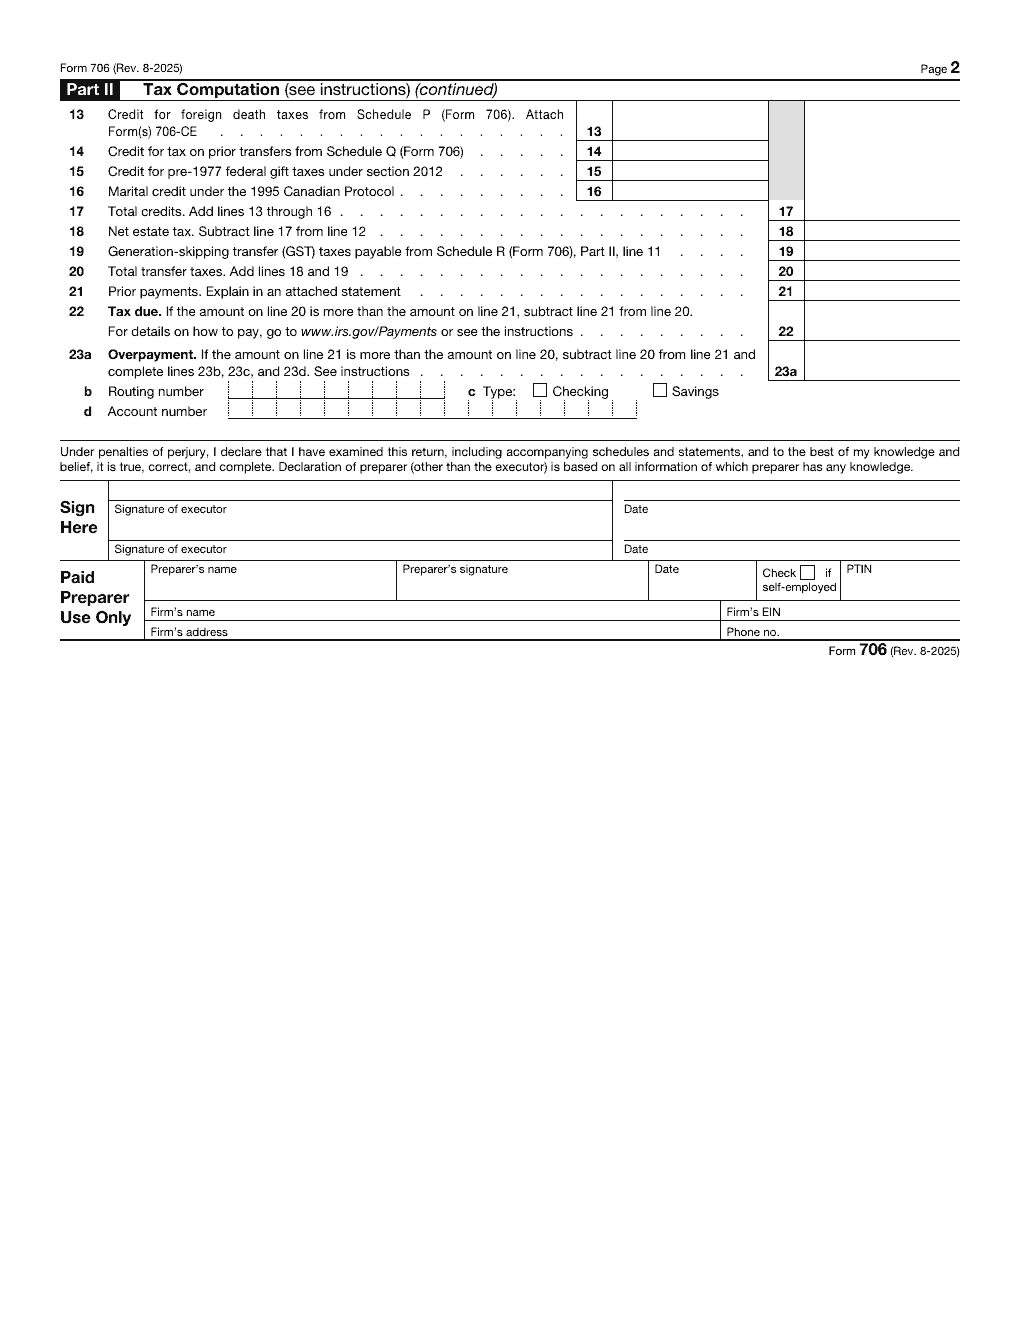 Form 706 (Rev. 8-2025) Page 2
Part II Tax Computation (see instructions) (continued)
13 Credit for foreign death taxes from Schedule P (Form 706). Attach
Form(s) 706-CE . . . . . . . . . . . . . . . . . . 13
14 Credit for tax on prior transfers from Schedule Q (Form 706) . . . . . 14
15 Credit for pre-1977 federal gift taxes under section 2012 . . . . . . 15
16 Marital credit under the 1995 Canadian Protocol . . . . . . . . . 16
17 Total credits. Add lines 13 through 16 . . . . . . . . . . . . . . . . . . . . . 17
18 Net estate tax. Subtract line 17 from line 12 . . . . . . . . . . . . . . . . . . . 18
19 Generation-skipping transfer (GST) taxes payable from Schedule R (Form 706), Part II, line 11 . . . . 19
20 Total transfer taxes. Add lines 18 and 19 . . . . . . . . . . . . . . . . . . . . 20
21 Prior payments. Explain in an attached statement . . . . . . . . . . . . . . . . . 21
22 Tax due. If the amount on line 20 is more than the amount on line 21, subtract line 21 from line 20.
For details on how to pay, go to www.irs.gov/Payments or see the instructions . . . . . . . . . 22
23a Overpayment. If the amount on line 21 is more than the amount on line 20, subtract line 20 from line 21 and
complete lines 23b, 23c, and 23d. See instructions . . . . . . . . . . . . . . . . . 23a
b Routing number c Type: Checking Savings
d Account number
Under penalties of perjury, I declare that I have examined this return, including accompanying schedules and statements, and to the best of my knowledge and
belief, it is true, correct, and complete. Declaration of preparer (other than the executor) is based on all information of which preparer has any knowledge.
Sign
Here
Signature of executor Date
Signature of executor Date
Paid
Preparer
Use Only
Preparer's name Preparer's signature Date Check if
self-employed PTIN
Firm's name Firm's EIN
Firm's address Phone no.
Form 706 (Rev. 8-2025)